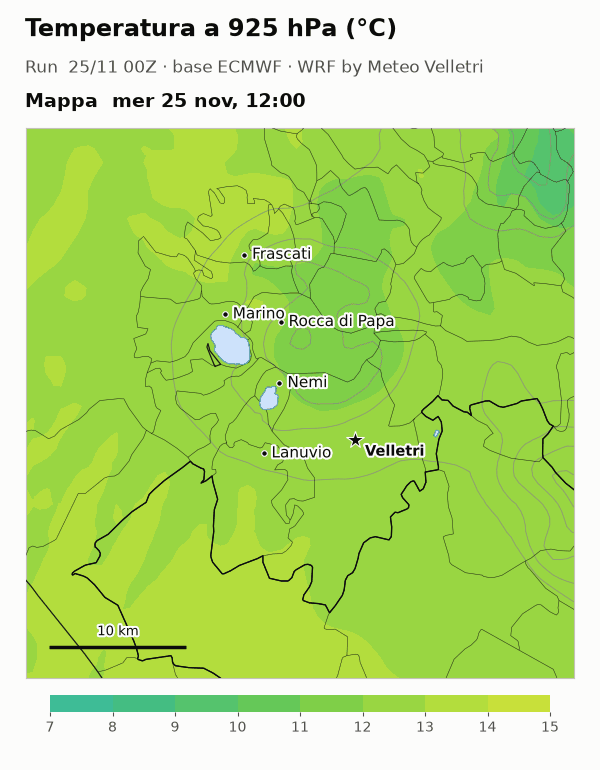 Temperatura a 925 hPa (°C)
Run  25/11 00Z · base ECMWF · WRF by Meteo Velletri
Mappa  mer 25 nov, 12:00
Frascati
Marino
Rocca di Papa
Nemi
Velletri
Lanuvio
10 km
7 8 9 10 11 12 13 14 15